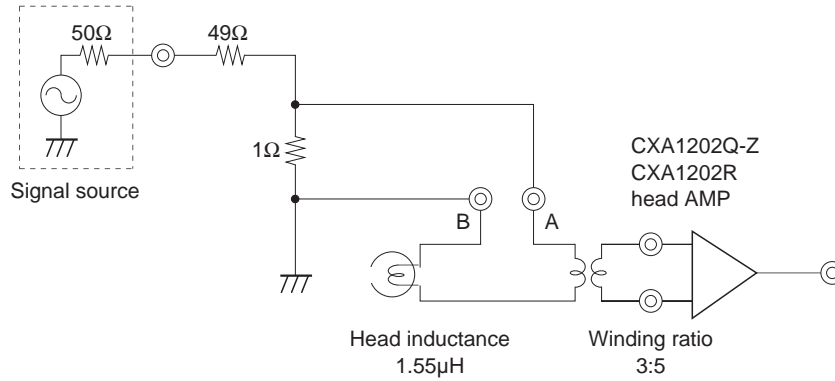 50Ω
49Ω
1Ω
Signal source
CXA1202Q-Z
CXA1202R
head AMP
B
A
Head inductance
1.55μH
Winding ratio
3:5